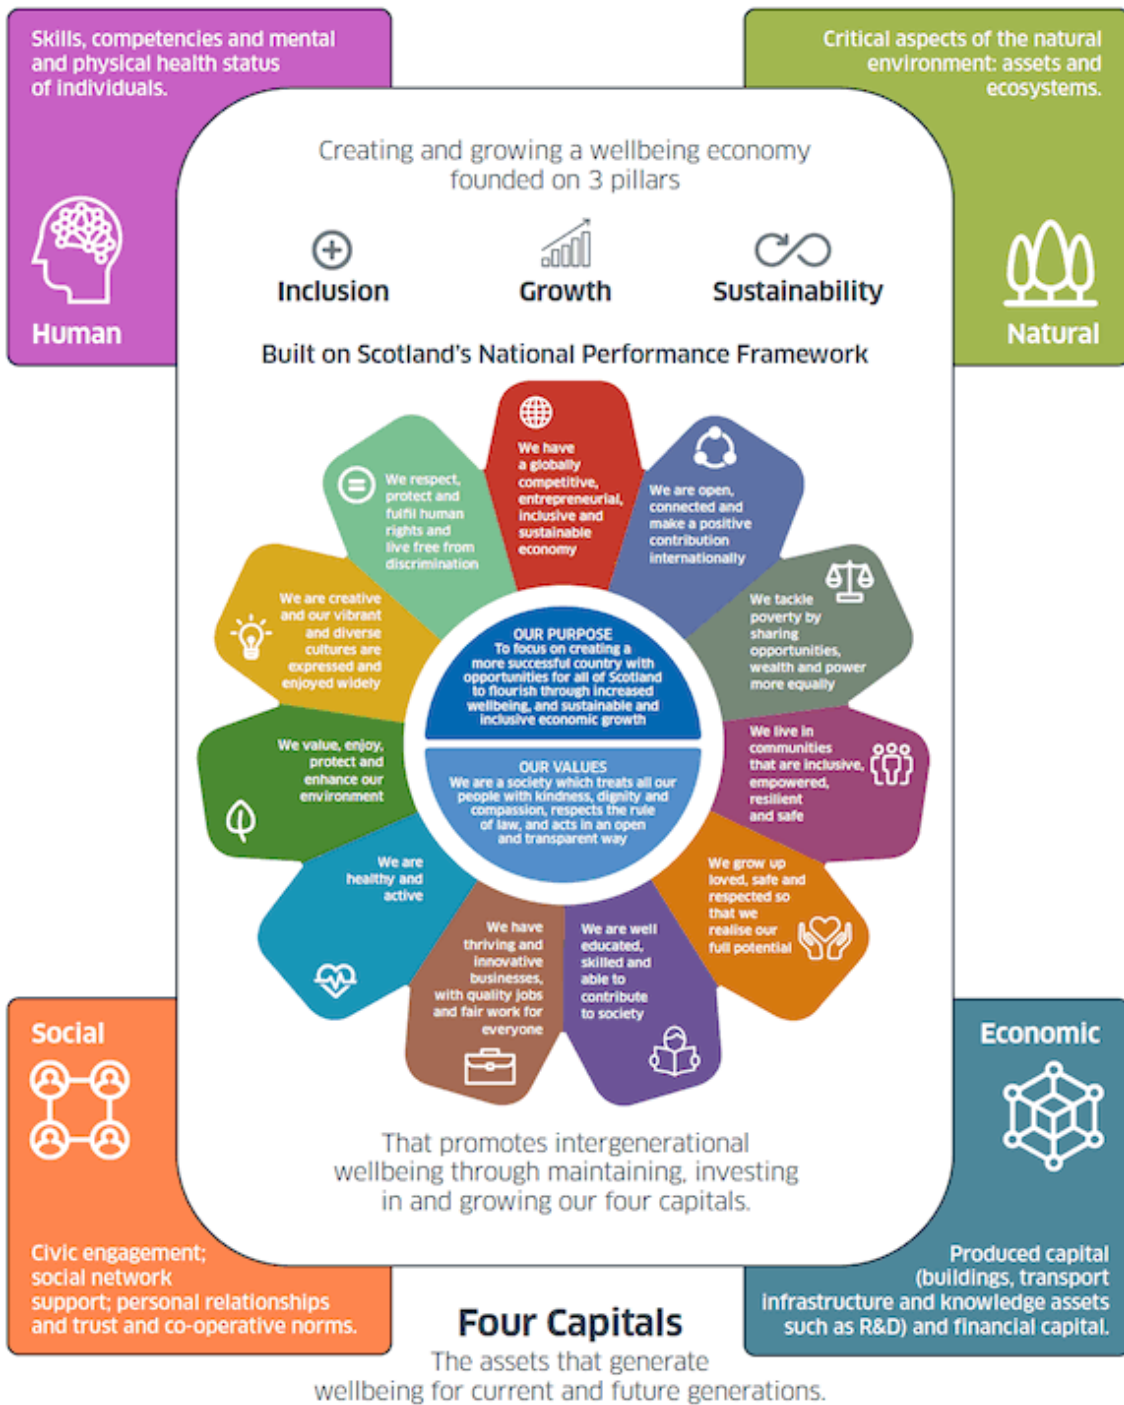 Skills, competencies and mental
and physical health status
of individuals.
Human
Critical aspects of the natural
environment: assets and
ecosystems.
Natural
Creating and growing a wellbeing economy
founded on 3 pillars
Inclusion
Growth
Sustainability
Built on Scotland's National Performance Framework
We have
a globally
competitive,
entrepreneurial,
inclusive and
sustainable
economy
We are open,
connected and
make a positive
contribution
internationally
We tackle
poverty by
sharing
opportunities,
wealth and power
more equally
We live in
communities
that are inclusive,
empowered,
resilient
and safe
We grow up
loved, safe and
respected so
that we
realise our
full potential
We are well
educated,
skilled and
able to
contribute
to society
We have
thriving and
innovative
businesses,
with quality jobs
and fair work for
everyone
We are
healthy and
active
We value, enjoy,
protect and
enhance our
environment
We are creative
and our vibrant
and diverse
cultures are
expressed and
enjoyed widely
We respect,
protect and
fulfil human
rights and
live free from
discrimination
OUR PURPOSE
To focus on creating a
more successful country with
opportunities for all of Scotland
to flourish through increased
wellbeing, and sustainable and
inclusive economic growth
OUR VALUES
We are a society which treats all our
people with kindness, dignity and
compassion, respects the rule
of law, and acts in an open
and transparent way
That promotes intergenerational
wellbeing through maintaining, investing
in and growing our four capitals.
Social
Civic engagement;
social network
support; personal relationships
and trust and co-operative norms.
Economic
Produced capital
(buildings, transport
infrastructure and knowledge assets
such as R&D) and financial capital.
Four Capitals
The assets that generate
wellbeing for current and future generations.